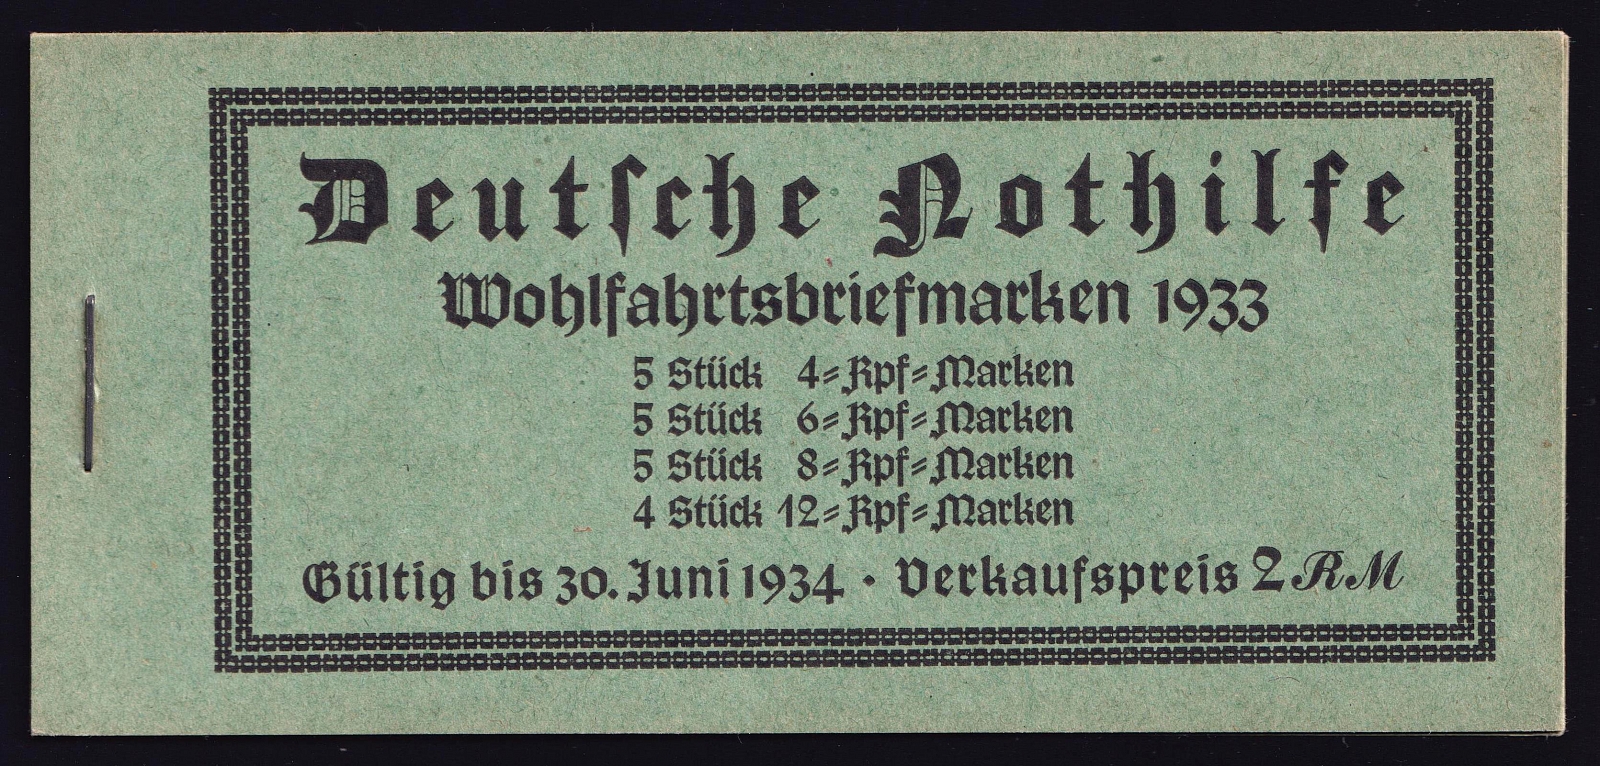 Deutſche Nothilfe
Wohlfahrtsbriefmarken 1933
5 Stück 4=Rpf=Marken
5 Stück 6=Rpf=Marken
5 Stück 8=Rpf=Marken
4 Stück 12=Rpf=Marken
Gültig bis 30. Juni 1934 · Verkaufspreis 2 RM